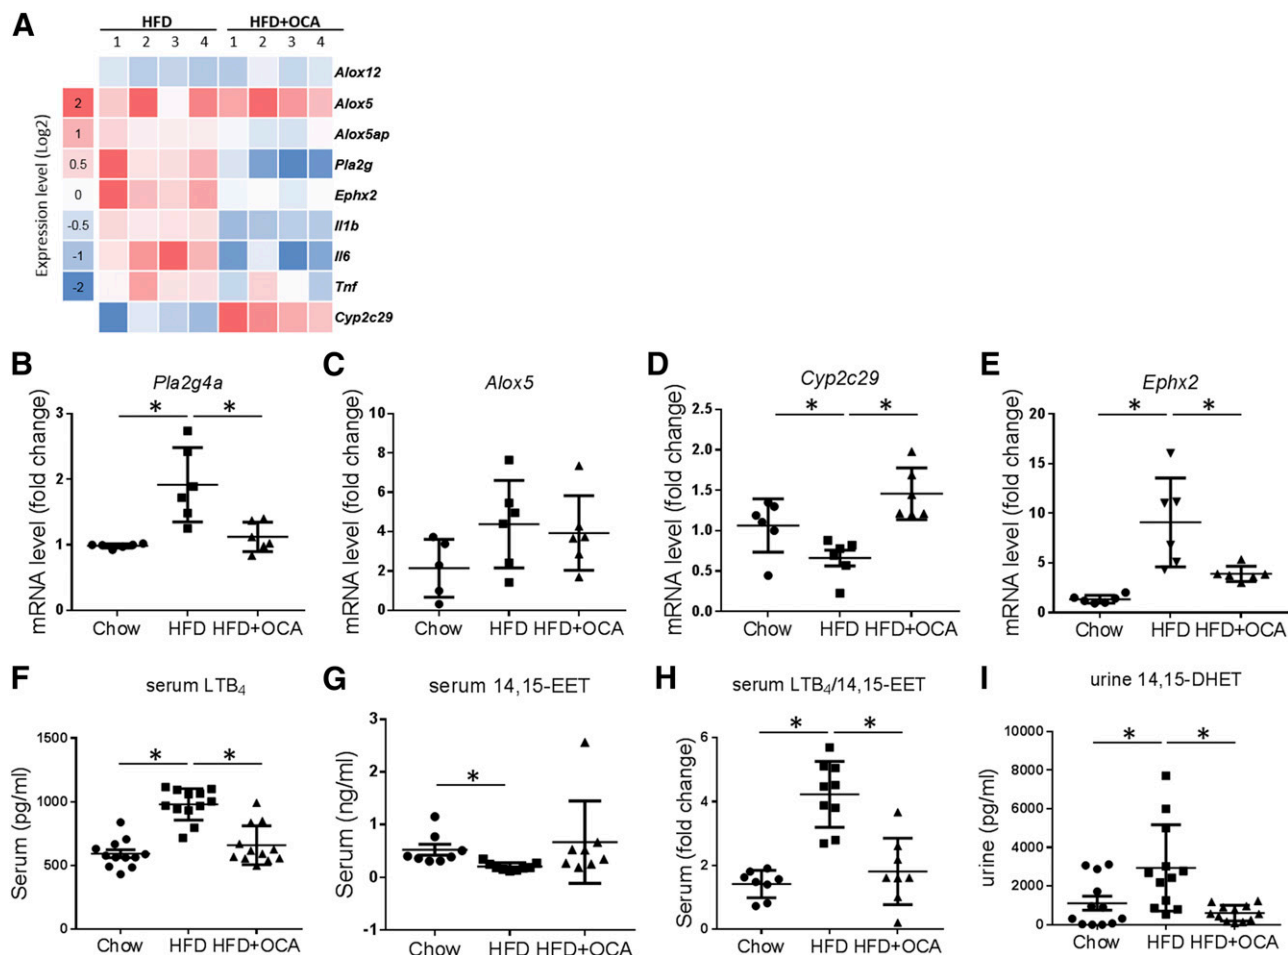 A
HFD HFD+OCA
1 2 3 4 1 2 3 4
Expression level (Log2)
2
1
0.5
0
-0.5
-1
-2
Alox12
Alox5
Alox5ap
Pla2g
Ephx2
Il1b
Il6
Tnf
Cyp2c29
B
Pla2g4a
mRNA level (fold change)
3
2
1
0
* *
Chow HFD HFD+OCA
C
Alox5
mRNA level (fold change)
10
8
6
4
2
0
Chow HFD HFD+OCA
D
Cyp2c29
mRNA level (fold change)
2.5
2.0
1.5
1.0
0.5
0.0
* *
Chow HFD HFD+OCA
E
Ephx2
mRNA level (fold change)
20
15
10
5
0
* *
Chow HFD HFD+OCA
F
serum LTB4
Serum (pg/ml)
1500
1000
500
0
* *
Chow HFD HFD+OCA
G
serum 14,15-EET
Serum (ng/ml)
3
2
1
0
-1
*
Chow HFD HFD+OCA
H
serum LTB4/14,15-EET
Serum (fold change)
6
4
2
0
* *
Chow HFD HFD+OCA
I
urine 14,15-DHET
urine (pg/ml)
10000
8000
6000
4000
2000
0
* *
Chow HFD HFD+OCA